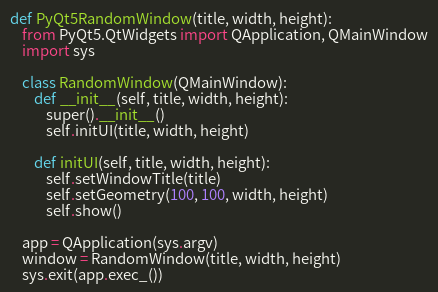 def PyQt5RandomWindow(title, width, height):
    from PyQt5.QtWidgets import QApplication, QMainWindow
    import sys

    class RandomWindow(QMainWindow):
        def __init__(self, title, width, height):
            super().__init__()
            self.initUI(title, width, height)

        def initUI(self, title, width, height):
            self.setWindowTitle(title)
            self.setGeometry(100, 100, width, height)
            self.show()

    app = QApplication(sys.argv)
    window = RandomWindow(title, width, height)
    sys.exit(app.exec_())